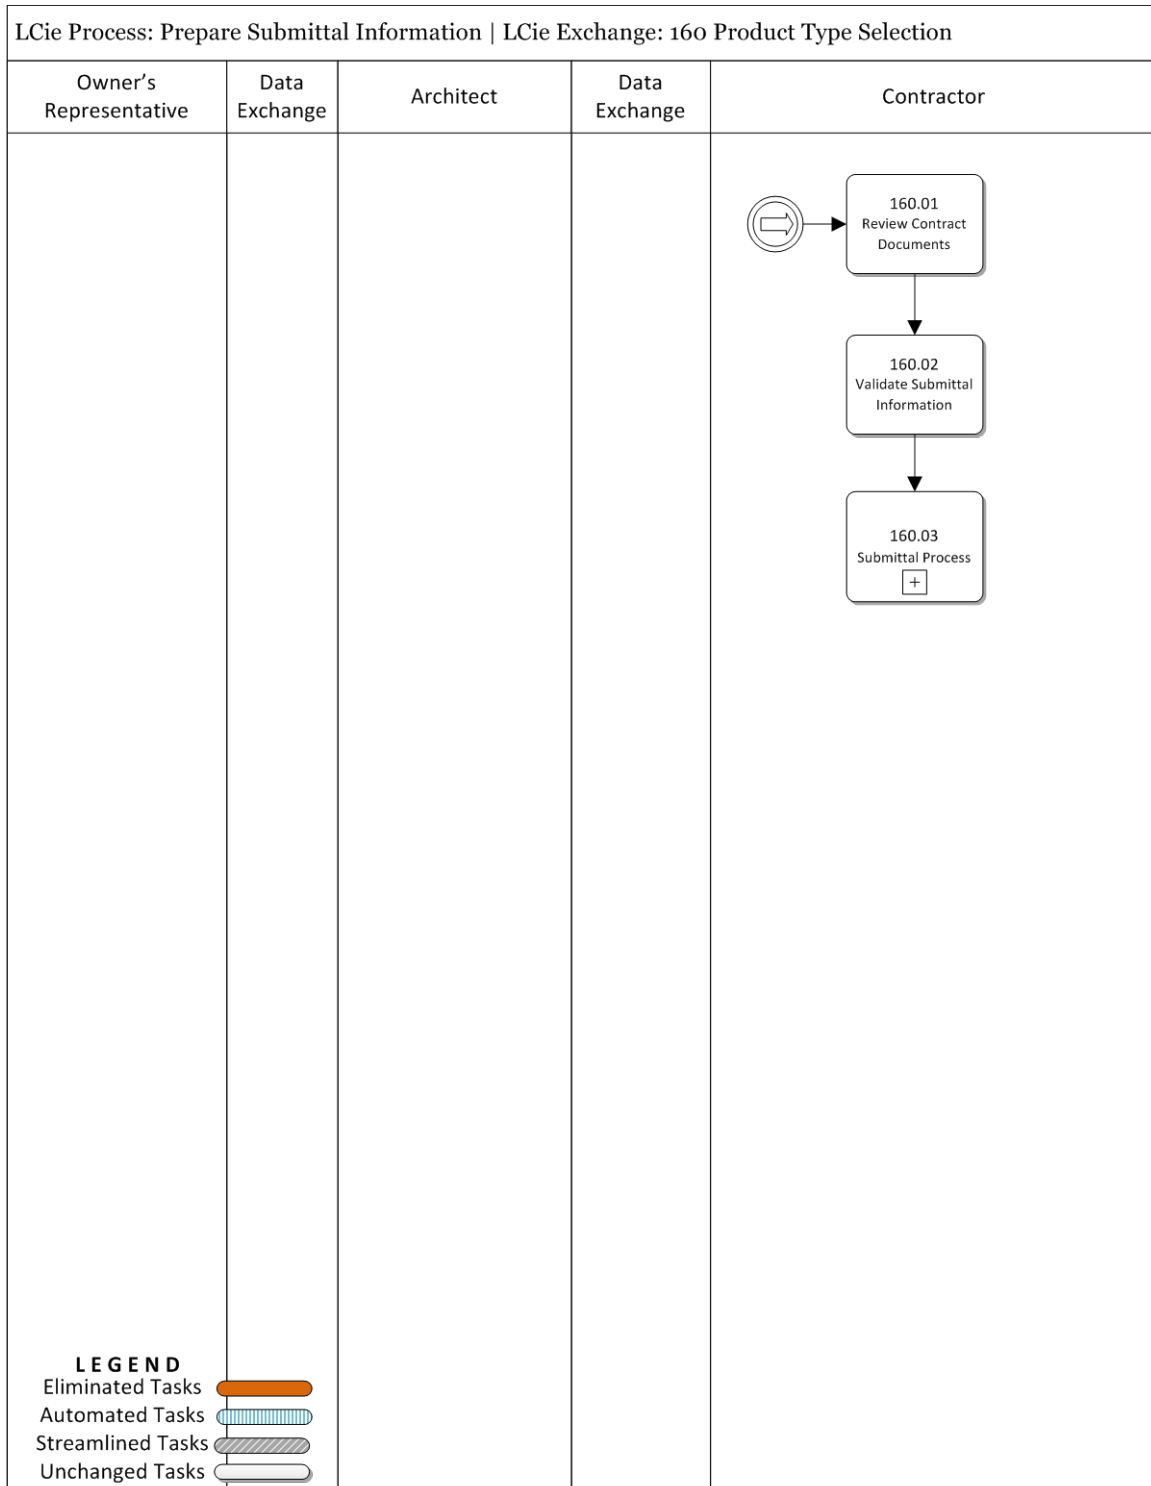 LCie Process: Prepare Submittal Information | LCie Exchange: 160 Product Type Selection
Owner's
Representative
Data
Exchange
Architect
Data
Exchange
Contractor
160.01
Review Contract
Documents
160.02
Validate Submittal
Information
160.03
Submittal Process
+
LEGEND
Eliminated Tasks
Automated Tasks
Streamlined Tasks
Unchanged Tasks